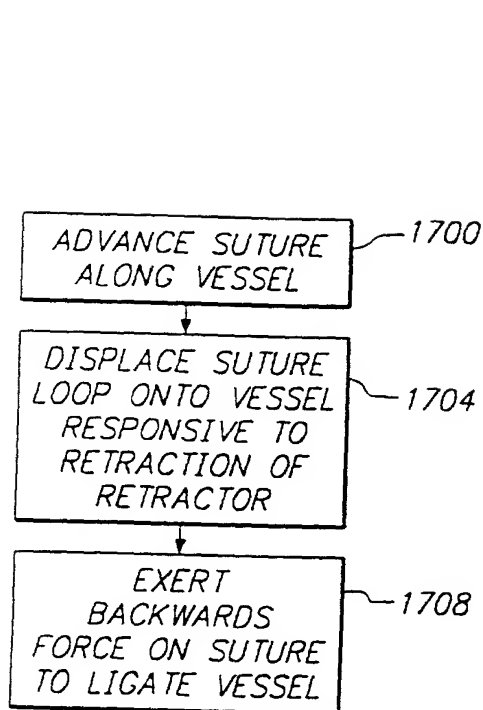 ADVANCE SUTURE
ALONG VESSEL
1700
DISPLACE SUTURE
LOOP ONTO VESSEL
RESPONSIVE TO
RETRACTION OF
RETRACTOR
1704
EXERT
BACKWARDS
FORCE ON SUTURE
TO LIGATE VESSEL
1708